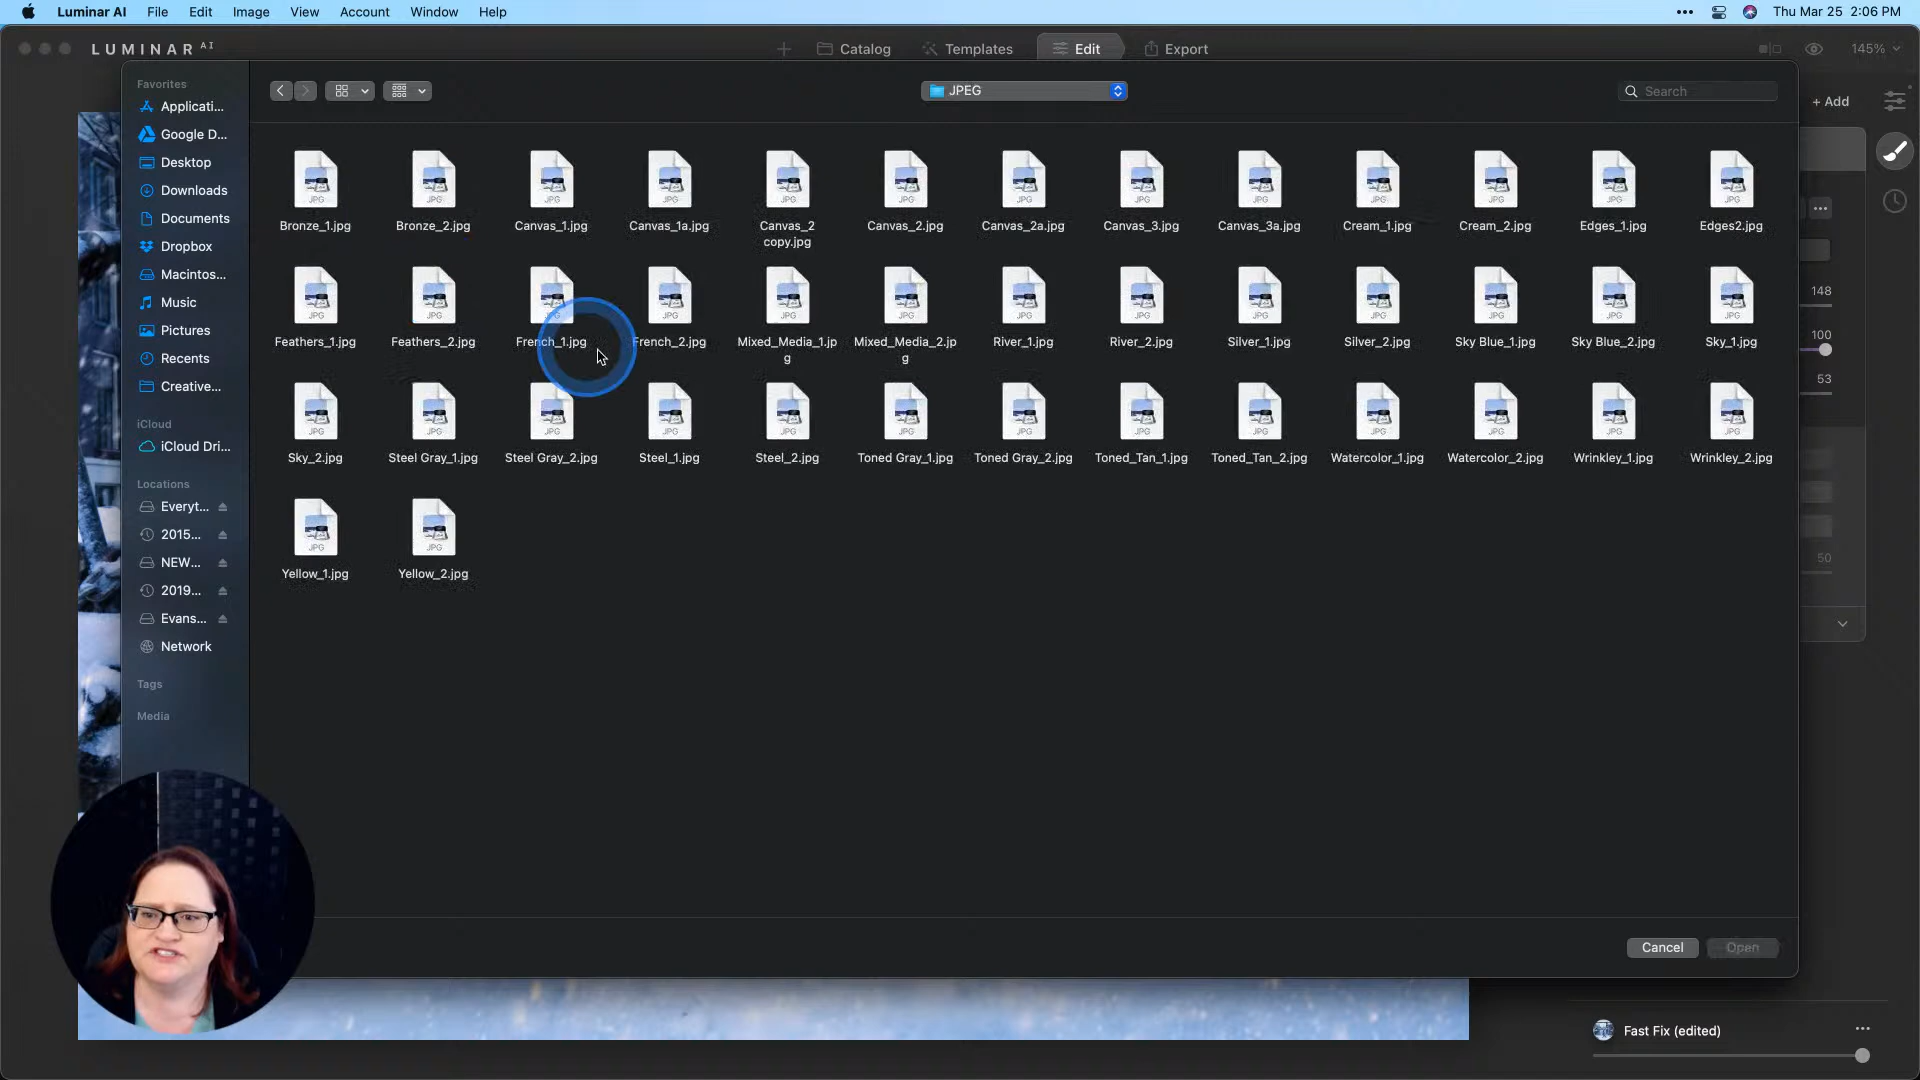 Luminar AI File Edit Image View Account Window Help ••• Thu Mar 25 2:06 PM
LUMINAR AI Catalog Templates Edit Export 145%
Favorites
Applicati...
Google D...
Desktop
Downloads
Documents
Dropbox
Macintos...
Music
Pictures
Recents
Creative...
iCloud
iCloud Dri...
Locations
Everyt...
2015...
NEW...
2019...
Evans...
Network
Tags
Media
JPEG
Search
+ Add
Bronze_1.jpg Bronze_2.jpg Canvas_1.jpg Canvas_1a.jpg Canvas_2 Canvas_2.jpg Canvas_2a.jpg Canvas_3.jpg Canvas_3a.jpg Cream_1.jpg Cream_2.jpg Edges_1.jpg Edges2.jpg
copy.jpg
148
Feathers_1.jpg Feathers_2.jpg French_1.jpg French_2.jpg Mixed_Media_1.jp Mixed_Media_2.jp River_1.jpg River_2.jpg Silver_1.jpg Silver_2.jpg Sky Blue_1.jpg Sky Blue_2.jpg Sky_1.jpg
g g
100
53
Sky_2.jpg Steel Gray_1.jpg Steel Gray_2.jpg Steel_1.jpg Steel_2.jpg Toned Gray_1.jpg Toned Gray_2.jpg Toned_Tan_1.jpg Toned_Tan_2.jpg Watercolor_1.jpg Watercolor_2.jpg Wrinkley_1.jpg Wrinkley_2.jpg
50
Yellow_1.jpg Yellow_2.jpg
Cancel Open
Fast Fix (edited)